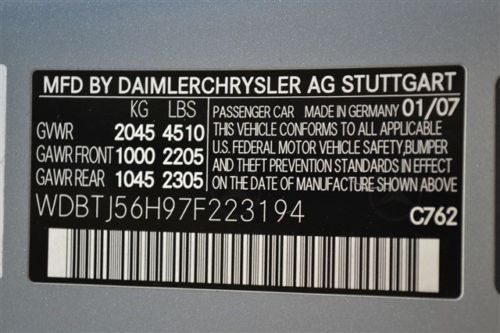 MFD BY DAIMLERCHRYSLER AG STUTTGART
KG LBS
GVWR 2045 4510
GAWR FRONT 1000 2205
GAWR REAR 1045 2305
PASSENGER CAR MADE IN GERMANY 01/07
THIS VEHICLE CONFORMS TO ALL APPLICABLE
U.S. FEDERAL MOTOR VEHICLE SAFETY,BUMPER
AND THEFT PREVENTION STANDARDS IN EFFECT
ON THE DATE OF MANUFACTURE SHOWN ABOVE.
WDBTJ56H97F223194
C762